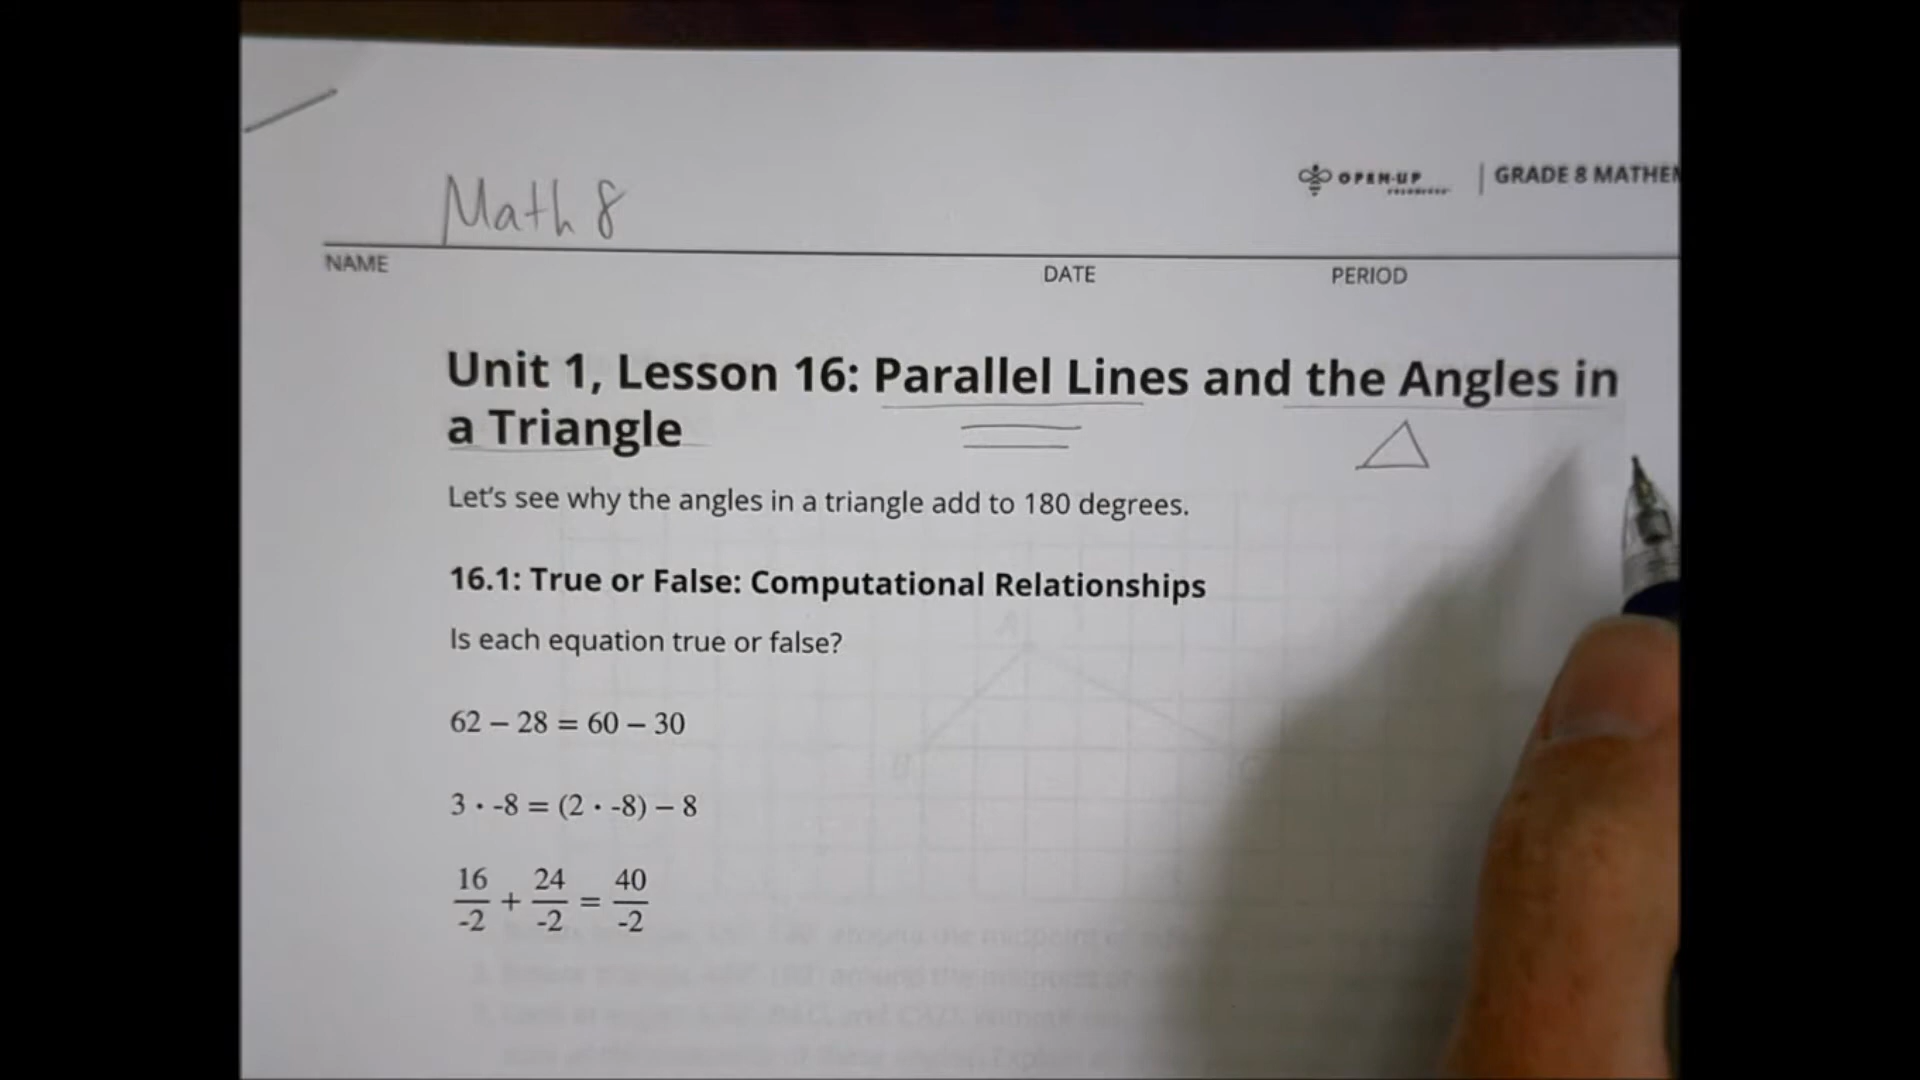 Math 8
OPEN-UP
GRADE 8 MATHEM
NAME
DATE
PERIOD
Unit 1, Lesson 16: Parallel Lines and the Angles in
a Triangle
Let's see why the angles in a triangle add to 180 degrees.
16.1: True or False: Computational Relationships
Is each equation true or false?
62 – 28 = 60 – 30
3 · -8 = (2 · -8) – 8
16/-2 + 24/-2 = 40/-2